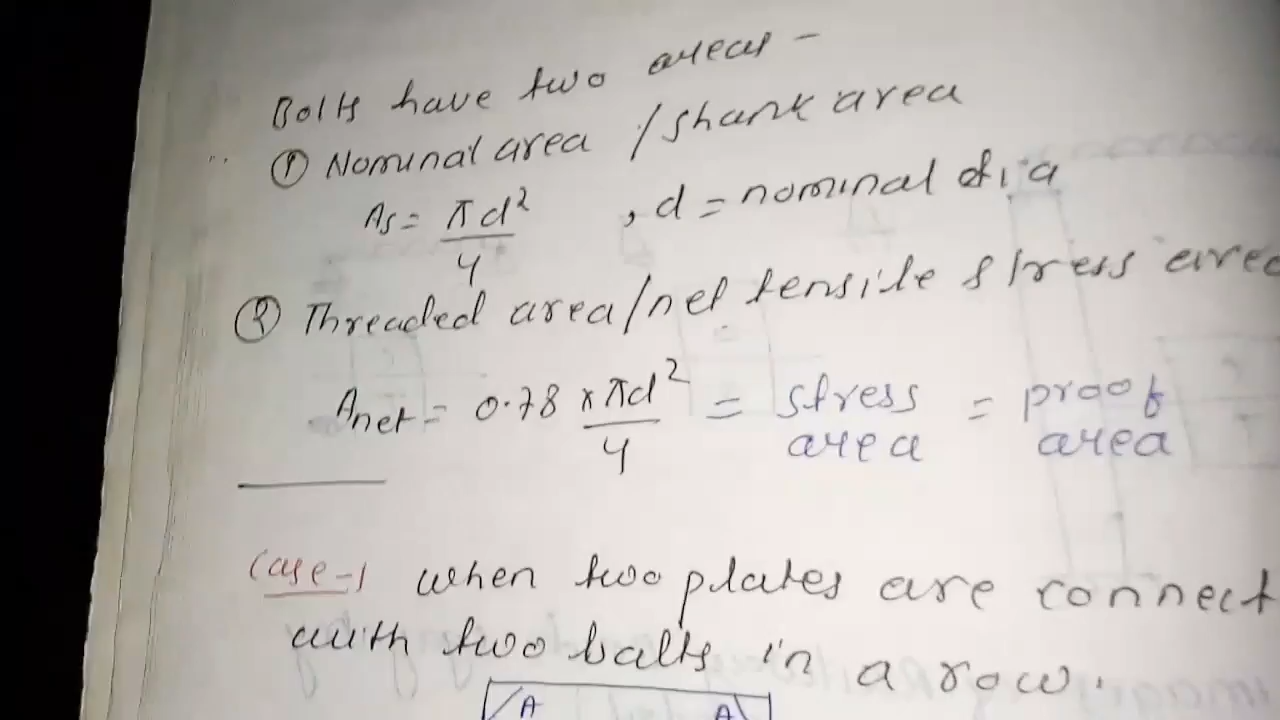 Bolts have two areas -
① Nominal area / shank area
As = πd²/4 , d = nominal dia
② Threaded area/net tensile stress area
Anet = 0.78 × πd²/4 = stress area = proof area
Case-1 when two plates are connect
with two bolts in a row.
A A